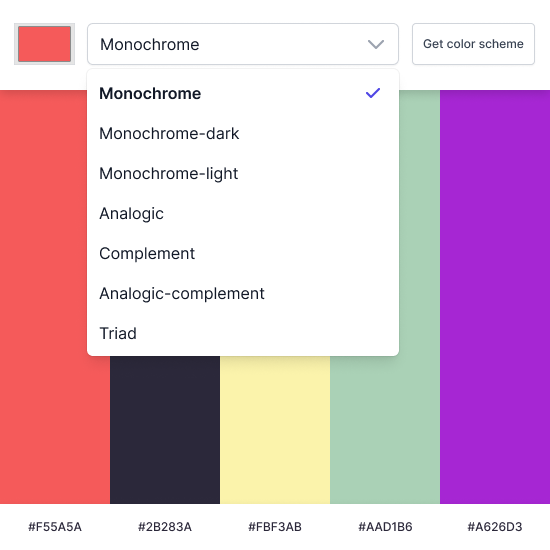 Monochrome
Get color scheme
Monochrome
Monochrome-dark
Monochrome-light
Analogic
Complement
Analogic-complement
Triad
#F55A5A
#2B283A
#FBF3AB
#AAD1B6
#A626D3